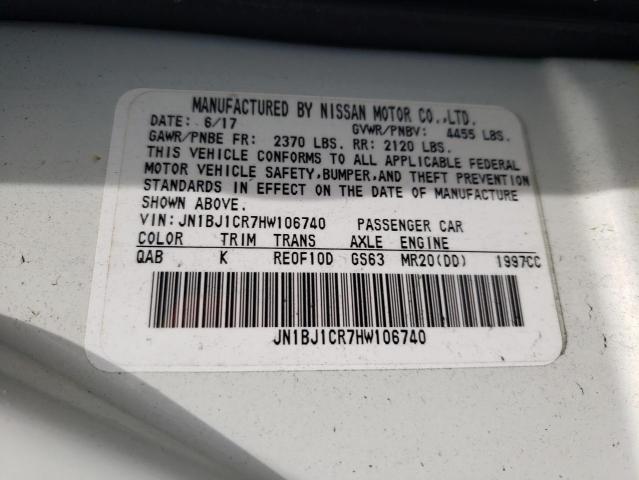 MANUFACTURED BY NISSAN MOTOR CO.,LTD.
DATE: 6/17 GVWR/PNBV: 4455 LBS.
GAWR/PNBE FR: 2370 LBS. RR: 2120 LBS.
THIS VEHICLE CONFORMS TO ALL APPLICABLE FEDERAL
MOTOR VEHICLE SAFETY,BUMPER,AND THEFT PREVENTION
STANDARDS IN EFFECT ON THE DATE OF MANUFACTURE
SHOWN ABOVE.
VIN: JN1BJ1CR7HW106740 PASSENGER CAR
COLOR TRIM TRANS AXLE ENGINE
QAB K RE0F10D GS63 MR20(DD) 1997CC
JN1BJ1CR7HW106740